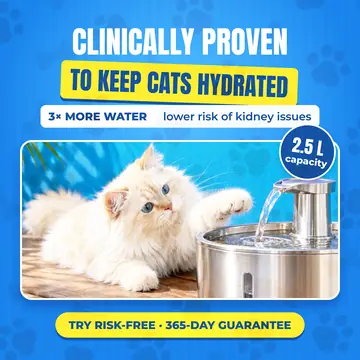 CLINICALLY PROVEN
TO KEEP CATS HYDRATED
3× MORE WATER lower risk of kidney issues
2.5 L
capacity
TRY RISK-FREE · 365-DAY GUARANTEE